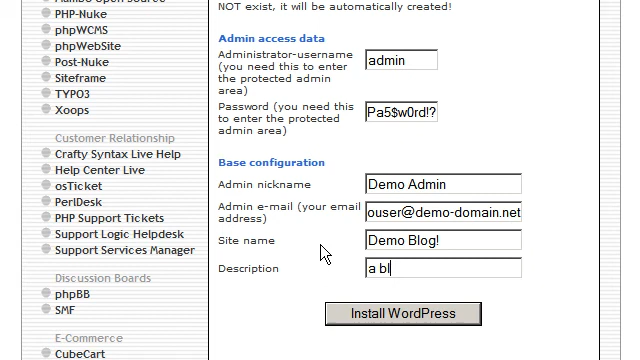 Mambo Open Source
PHP-Nuke
phpWCMS
phpWebSite
Post-Nuke
Siteframe
TYPO3
Xoops
Customer Relationship
Crafty Syntax Live Help
Help Center Live
osTicket
PerlDesk
PHP Support Tickets
Support Logic Helpdesk
Support Services Manager
Discussion Boards
phpBB
SMF
E-Commerce
CubeCart
NOT exist, it will be automatically created!
Admin access data
Administrator-username
(you need this to enter
the protected admin
area)
admin
Password (you need this
to enter the protected
admin area)
Pa5$w0rd!?
Base configuration
Admin nickname
Demo Admin
Admin e-mail (your email
address)
ouser@demo-domain.net
Site name
Demo Blog!
Description
a bl
Install WordPress